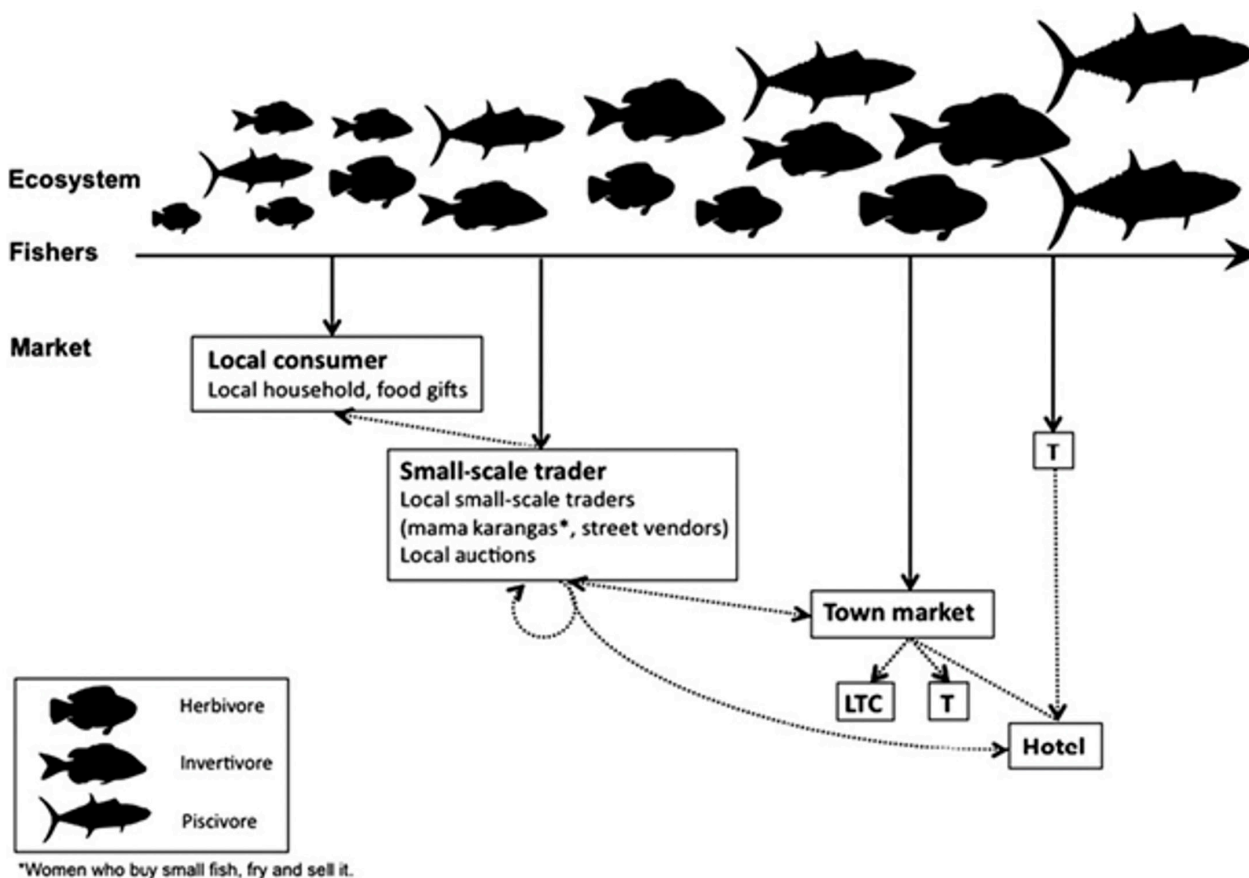 Ecosystem
Fishers
Market
Local consumer
Local household, food gifts
T
Small-scale trader
Local small-scale traders
(mama karangas*, street vendors)
Local auctions
Town market
LTC
T
Hotel
Herbivore
Invertivore
Piscivore
*Women who buy small fish, fry and sell it.